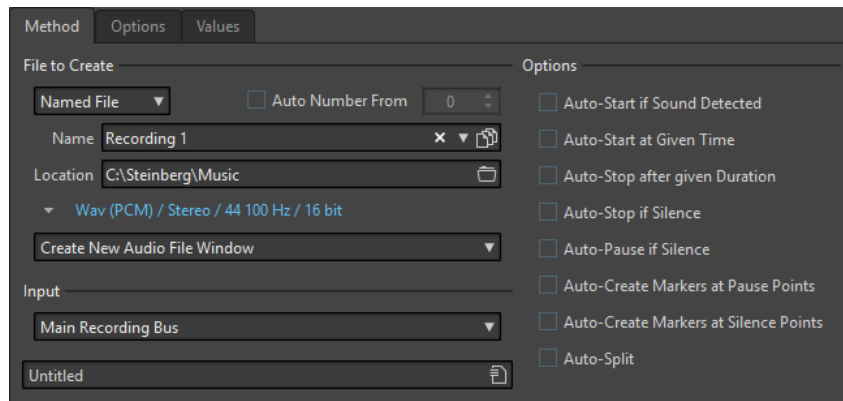 Method Options Values
File to Create
Named File Auto Number From 0
Name Recording 1
Location C:\Steinberg\Music
Wav (PCM) / Stereo / 44 100 Hz / 16 bit
Create New Audio File Window
Input
Main Recording Bus
Untitled
Options
Auto-Start if Sound Detected
Auto-Start at Given Time
Auto-Stop after given Duration
Auto-Stop if Silence
Auto-Pause if Silence
Auto-Create Markers at Pause Points
Auto-Create Markers at Silence Points
Auto-Split